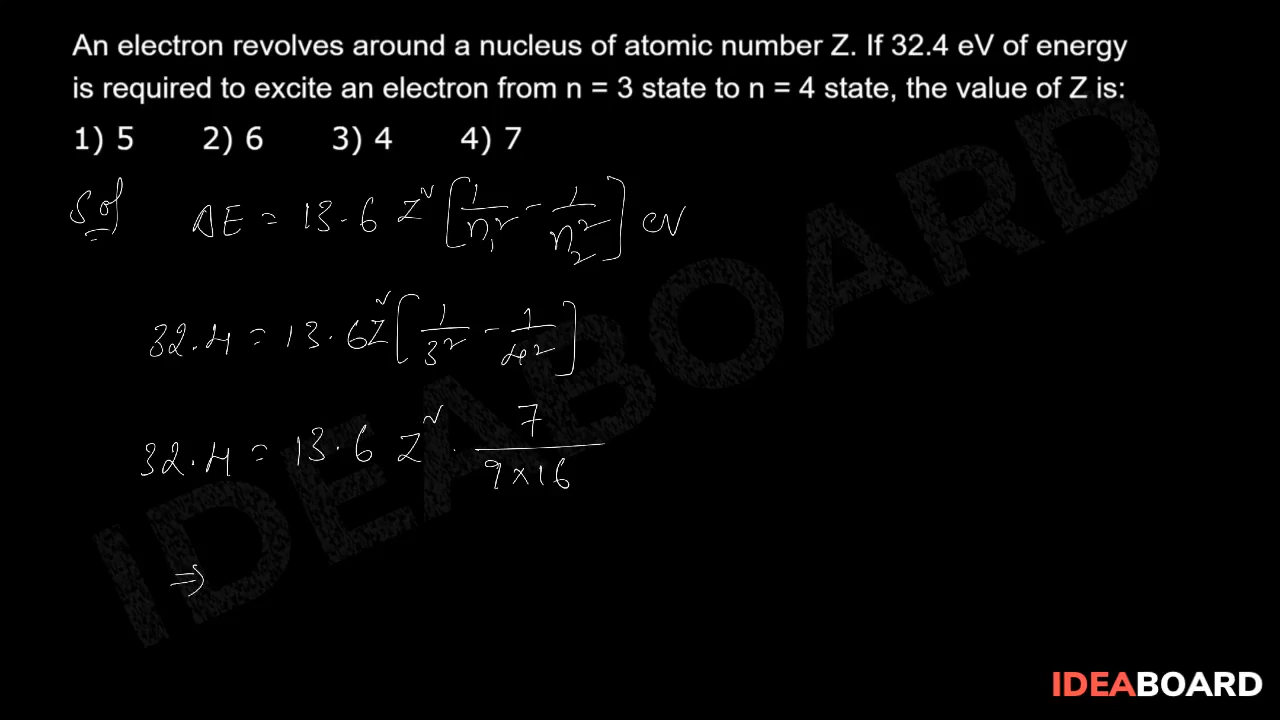 An electron revolves around a nucleus of atomic number Z. If 32.4 eV of energy
is required to excite an electron from n = 3 state to n = 4 state, the value of Z is:
1) 5 2) 6 3) 4 4) 7
Sol ΔE = 13.6 Z² [1/n₁² - 1/n₂²] eV
32.4 = 13.6 Z² [1/3² - 1/4²]
32.4 = 13.6 Z² · 7/(9×16)
⇒
IDEABOARD
IDEABOARD